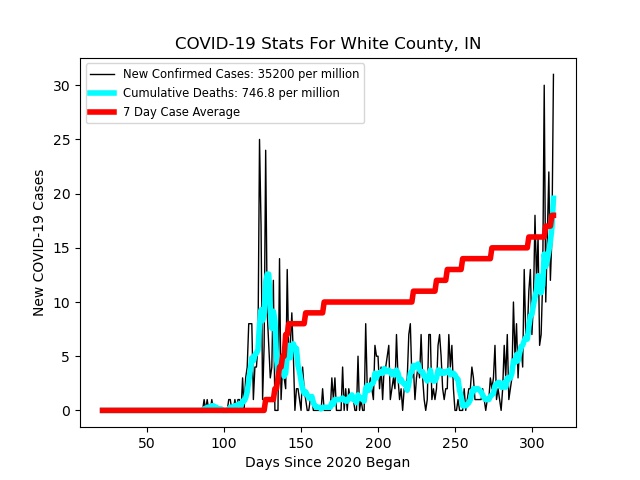 COVID-19 Stats For White County, IN
New Confirmed Cases: 35200 per million
Cumulative Deaths: 746.8 per million
7 Day Case Average
New COVID-19 Cases
30
25
20
15
10
5
0
50 100 150 200 250 300
Days Since 2020 Began